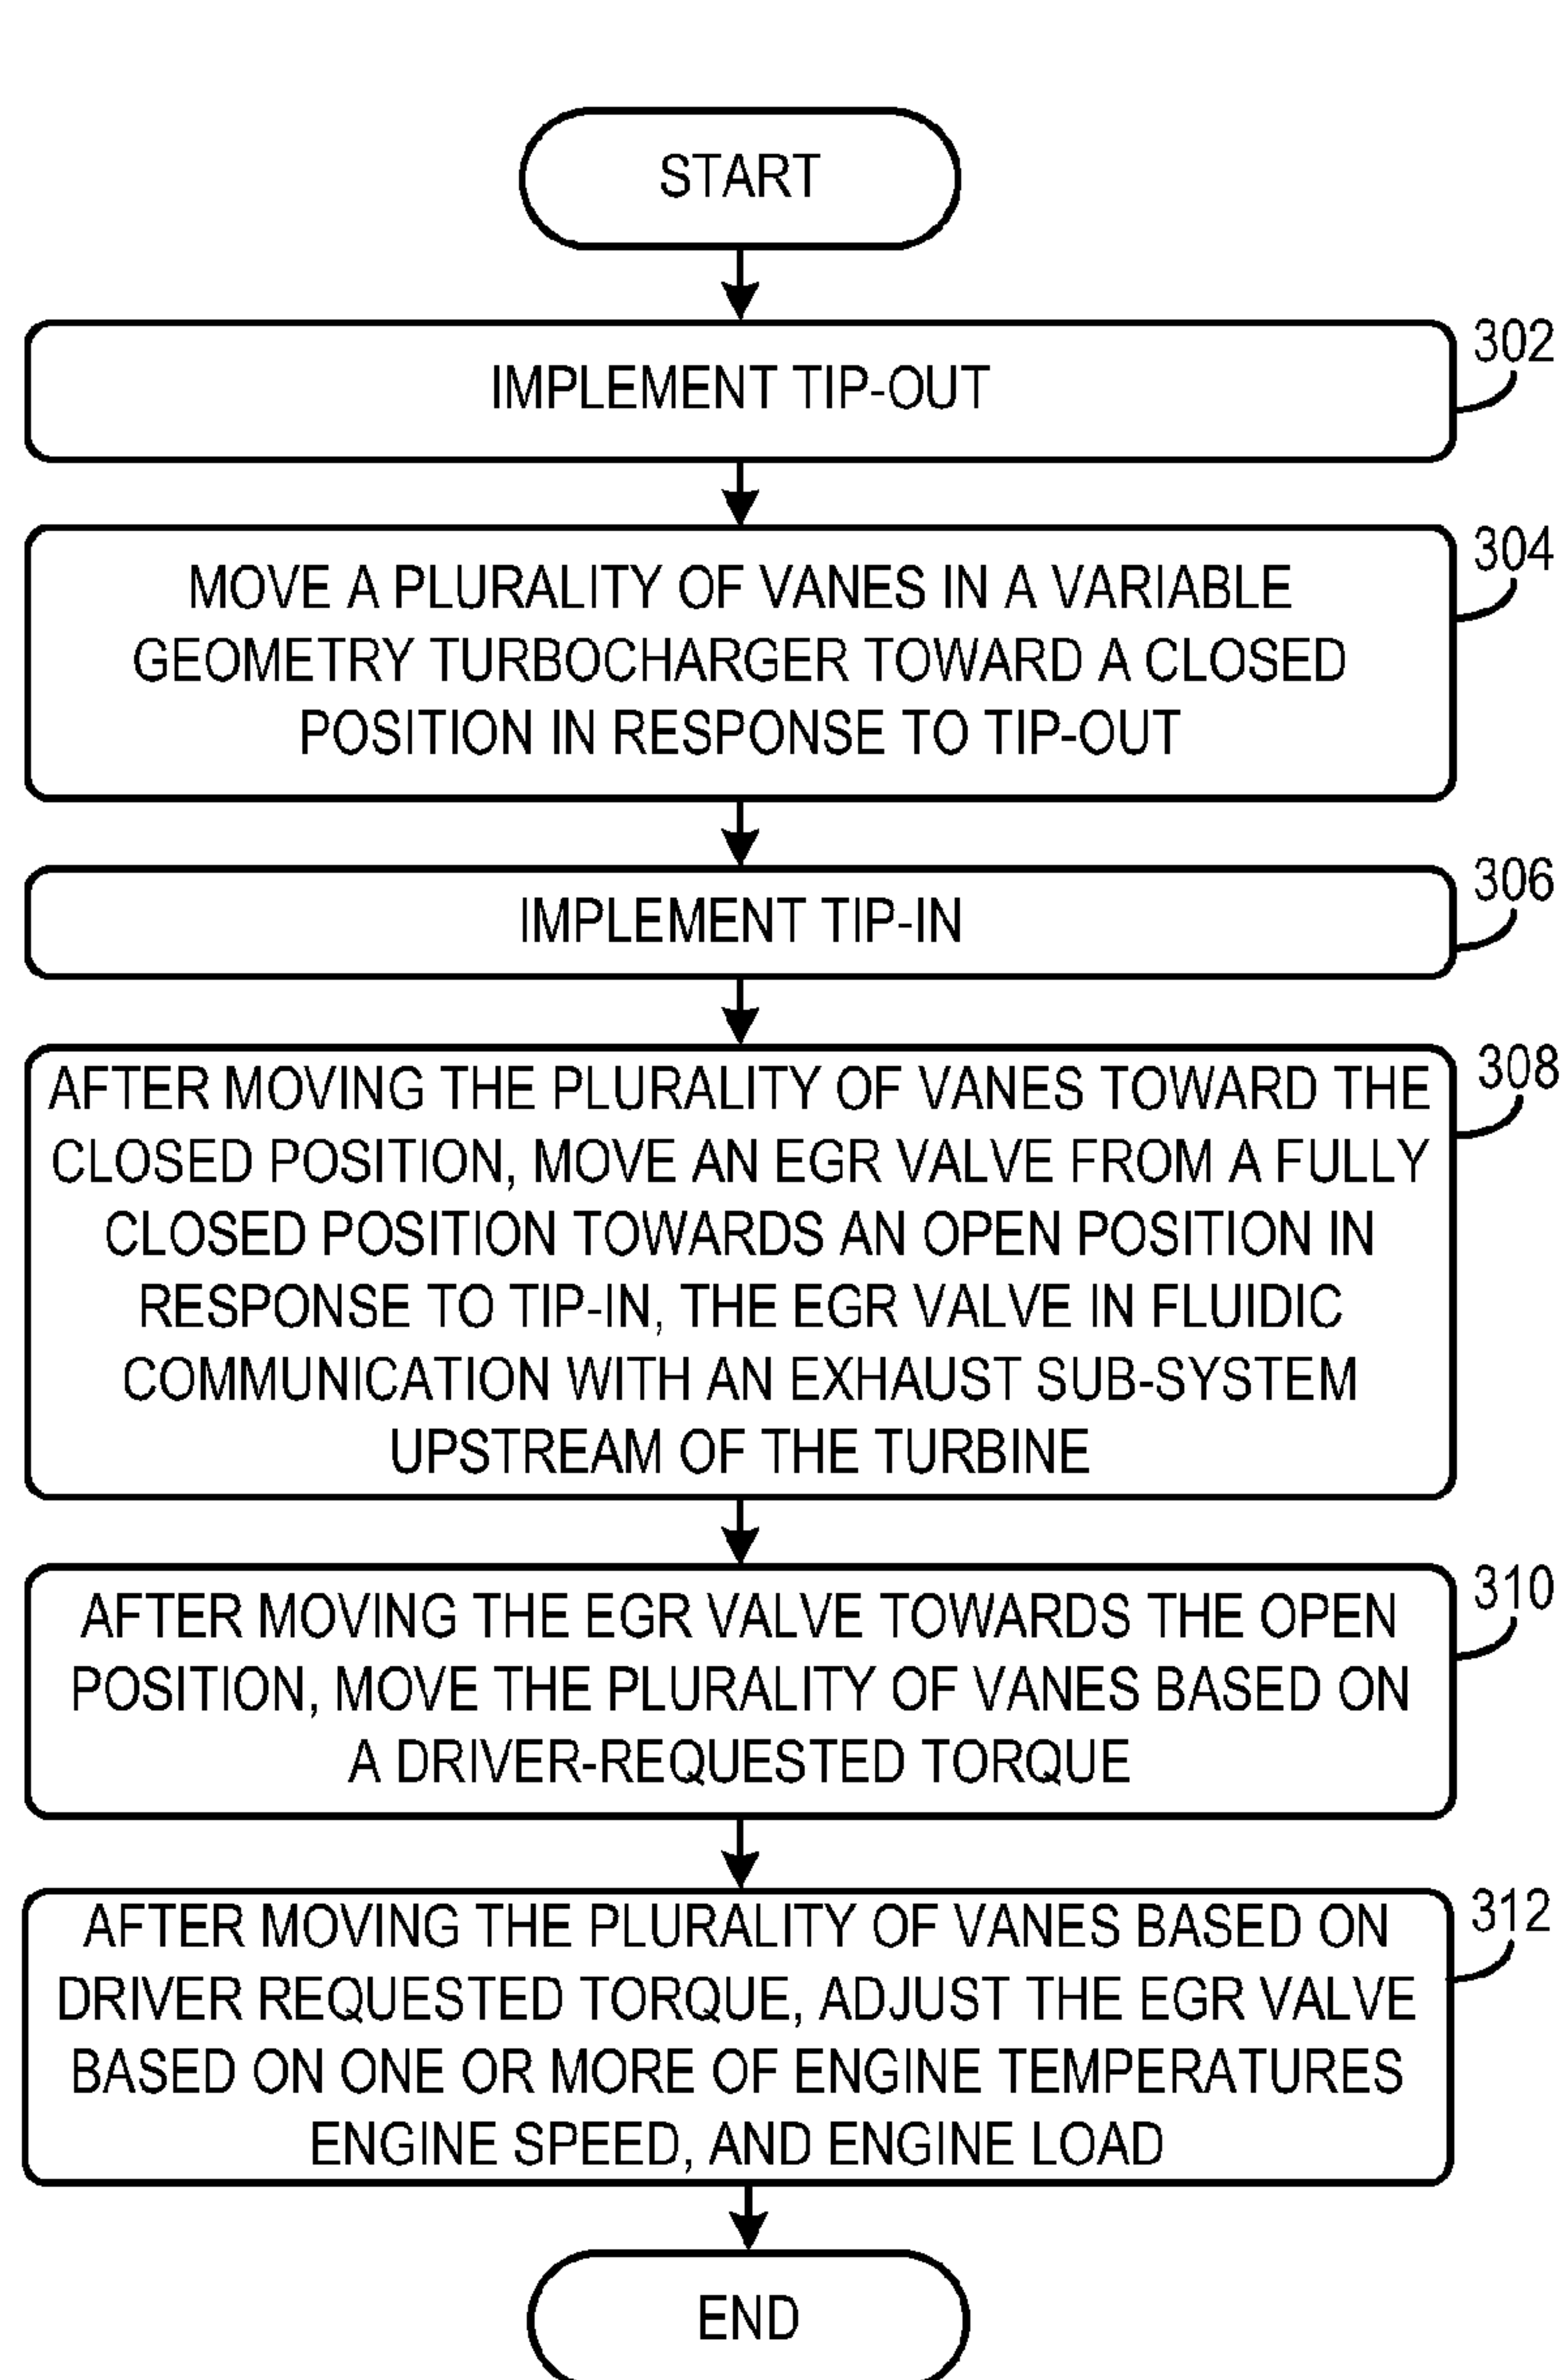 START
302
IMPLEMENT TIP-OUT
304
MOVE A PLURALITY OF VANES IN A VARIABLE
GEOMETRY TURBOCHARGER TOWARD A CLOSED
POSITION IN RESPONSE TO TIP-OUT
306
IMPLEMENT TIP-IN
308
AFTER MOVING THE PLURALITY OF VANES TOWARD THE
CLOSED POSITION, MOVE AN EGR VALVE FROM A FULLY
CLOSED POSITION TOWARDS AN OPEN POSITION IN
RESPONSE TO TIP-IN, THE EGR VALVE IN FLUIDIC
COMMUNICATION WITH AN EXHAUST SUB-SYSTEM
UPSTREAM OF THE TURBINE
310
AFTER MOVING THE EGR VALVE TOWARDS THE OPEN
POSITION, MOVE THE PLURALITY OF VANES BASED ON
A DRIVER-REQUESTED TORQUE
312
AFTER MOVING THE PLURALITY OF VANES BASED ON
DRIVER REQUESTED TORQUE, ADJUST THE EGR VALVE
BASED ON ONE OR MORE OF ENGINE TEMPERATURES
ENGINE SPEED, AND ENGINE LOAD
END